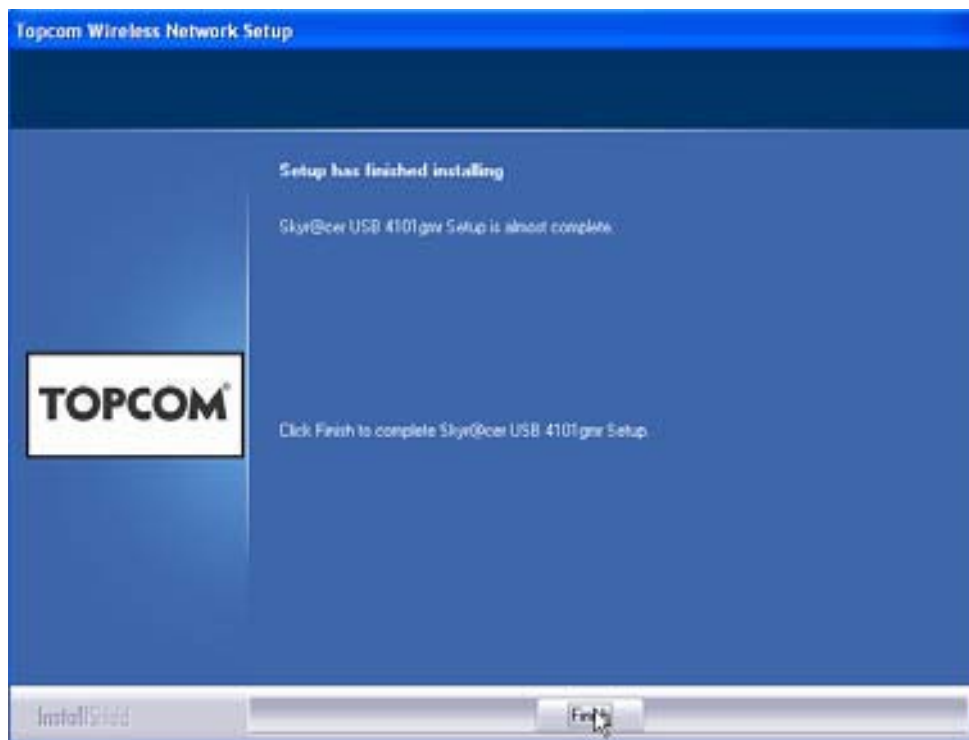 Topcom Wireless Network Setup
Setup has finished installing
Skyr@cer USB 4101gmr Setup is almost complete.
TOPCOM®
Click Finish to complete Skyr@cer USB 4101gmr Setup.
InstallShield
Finish